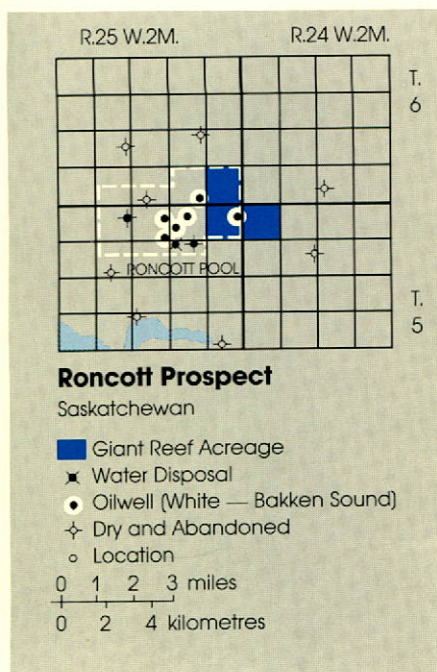 R.25 W.2M. R.24 W.2M.
T.
6
RONCOTT POOL
T.
5
Roncott Prospect
Saskatchewan
Giant Reef Acreage
Water Disposal
Oilwell (White — Bakken Sound)
Dry and Abandoned
Location
0 1 2 3 miles
0 2 4 kilometres